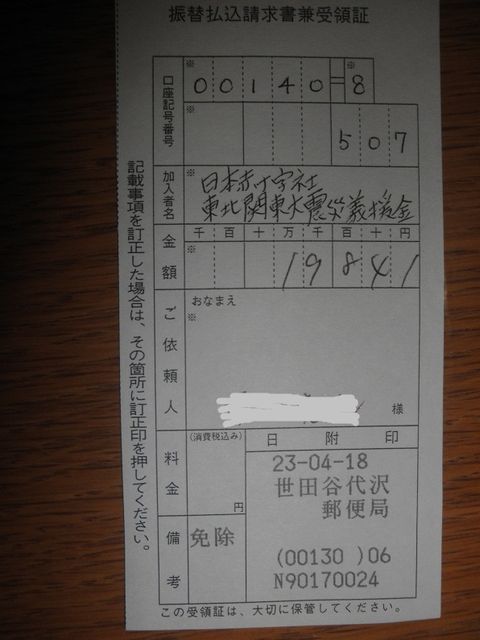 振替払込請求書兼受領証
口座記号番号
※ 00140=8 ※
※ 507
加入者名
※ 日本赤十字社
東北関東大震災義援金
金額
千百十万千百十円
※ 19841
ご依頼人
おなまえ
※
様
料金
(消費税込み)
円
日附印
23-04-18
世田谷代沢
郵便局
(00130 )06
N90170024
備考
免除
この受領証は、大切に保管してください。
記載事項を訂正した場合は、その箇所に訂正印を押してください。